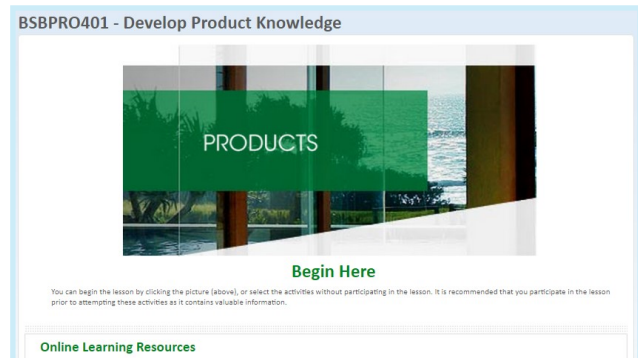 BSBPRO401 - Develop Product Knowledge
PRODUCTS
Begin Here
You can begin the lesson by clicking the picture (above), or select the activities without participating in the lesson. It is recommended that you participate in the lesson
prior to attempting these activities as it contains valuable information.
Online Learning Resources